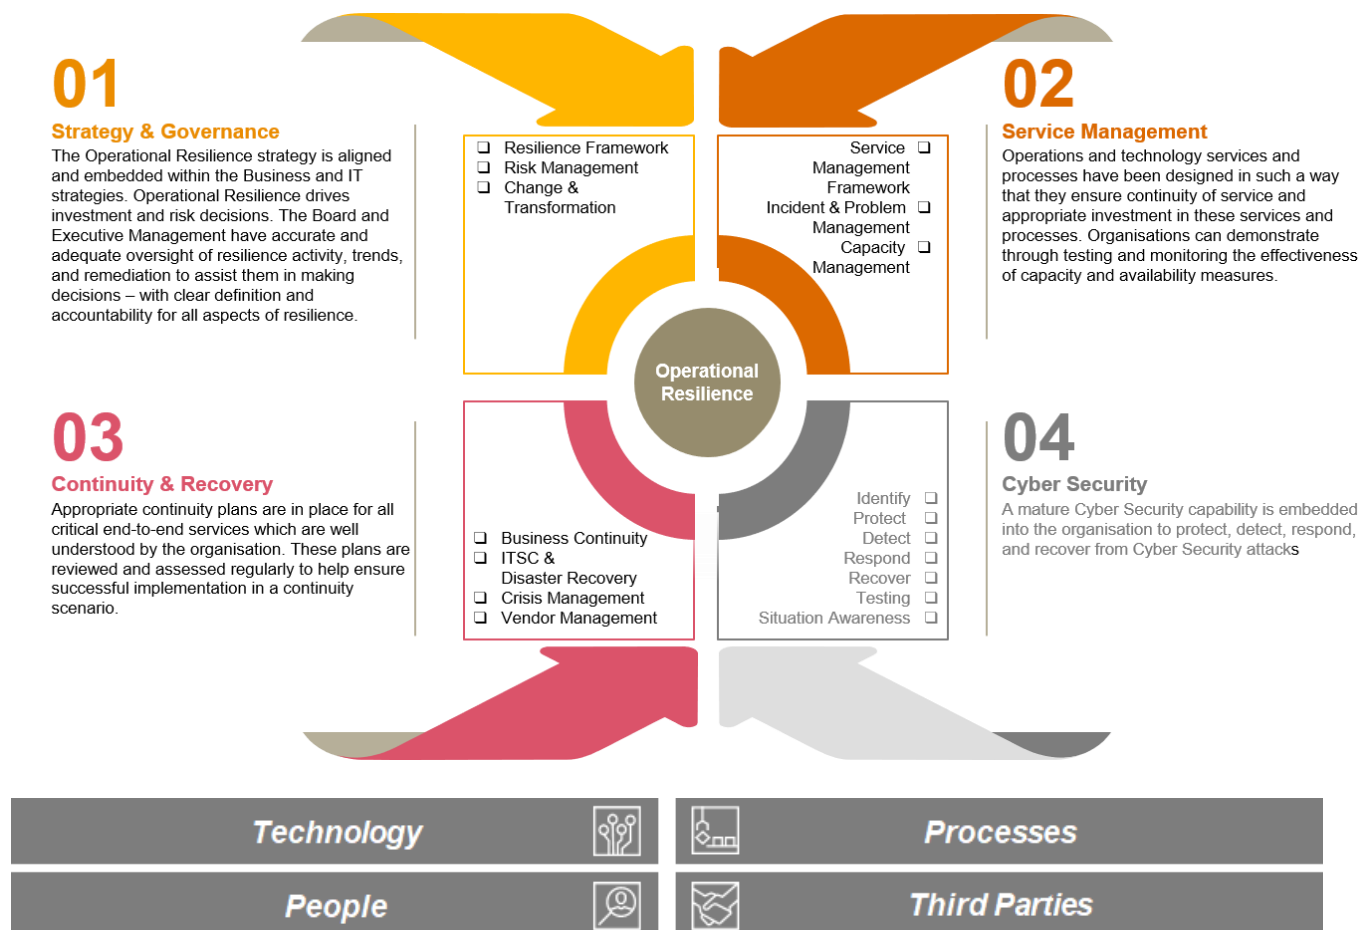 01
Strategy & Governance
The Operational Resilience strategy is aligned
and embedded within the Business and IT
strategies. Operational Resilience drives
investment and risk decisions. The Board and
Executive Management have accurate and
adequate oversight of resilience activity, trends,
and remediation to assist them in making
decisions – with clear definition and
accountability for all aspects of resilience.
❑ Resilience Framework
❑ Risk Management
❑ Change &
Transformation
Service ❑
Management
Framework
Incident & Problem ❑
Management
Capacity ❑
Management
02
Service Management
Operations and technology services and
processes have been designed in such a way
that they ensure continuity of service and
appropriate investment in these services and
processes. Organisations can demonstrate
through testing and monitoring the effectiveness
of capacity and availability measures.
Operational
Resilience
03
Continuity & Recovery
Appropriate continuity plans are in place for all
critical end-to-end services which are well
understood by the organisation. These plans are
reviewed and assessed regularly to help ensure
successful implementation in a continuity
scenario.
❑ Business Continuity
❑ ITSC &
Disaster Recovery
❑ Crisis Management
❑ Vendor Management
Identify ❑
Protect ❑
Detect ❑
Respond ❑
Recover ❑
Testing ❑
Situation Awareness ❑
04
Cyber Security
A mature Cyber Security capability is embedded
into the organisation to protect, detect, respond,
and recover from Cyber Security attacks
Technology
Processes
People
Third Parties